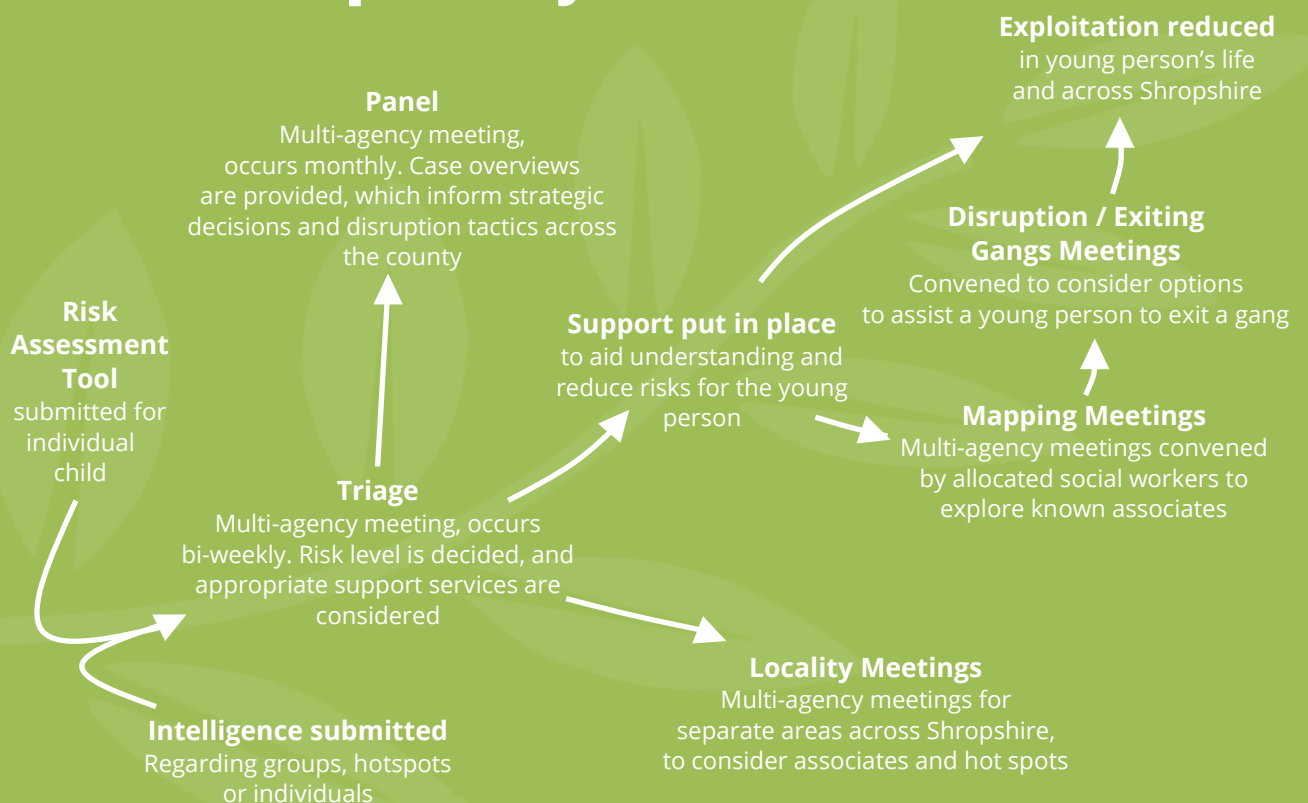 Exploitation reduced
in young person's life
and across Shropshire
Panel
Multi-agency meeting,
occurs monthly. Case overviews
are provided, which inform strategic
decisions and disruption tactics across
the county
Disruption / Exiting
Gangs Meetings
Convened to consider options
to assist a young person to exit a gang
Risk
Assessment
Tool
submitted for
individual
child
Support put in place
to aid understanding and
reduce risks for the young
person
Mapping Meetings
Multi-agency meetings convened
by allocated social workers to
explore known associates
Triage
Multi-agency meeting, occurs
bi-weekly. Risk level is decided, and
appropriate support services are
considered
Locality Meetings
Multi-agency meetings for
separate areas across Shropshire,
to consider associates and hot spots
Intelligence submitted
Regarding groups, hotspots
or individuals